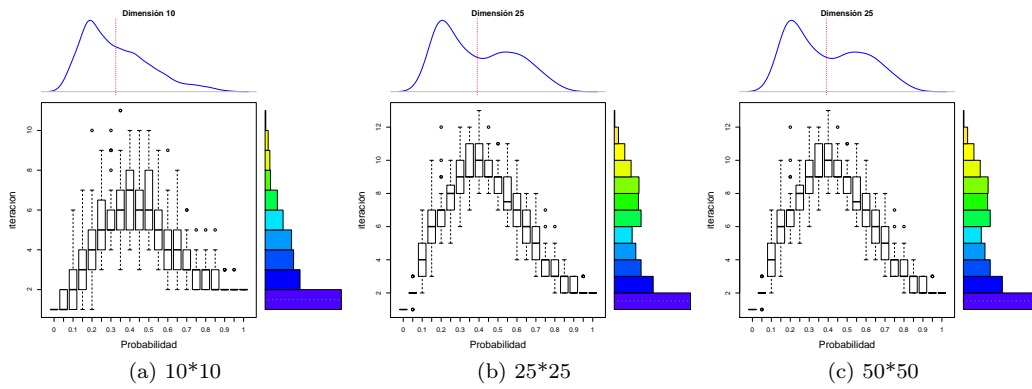 Dimensión 10
iteración
2 4 6 8 10
0 0.1 0.2 0.3 0.4 0.5 0.6 0.7 0.8 0.9 1
Probabilidad
(a) 10*10
Dimensión 25
iteración
2 4 6 8 10 12
0 0.1 0.2 0.3 0.4 0.5 0.6 0.7 0.8 0.9 1
Probabilidad
(b) 25*25
Dimensión 25
iteración
2 4 6 8 10 12
0 0.1 0.2 0.3 0.4 0.5 0.6 0.7 0.8 0.9 1
Probabilidad
(c) 50*50